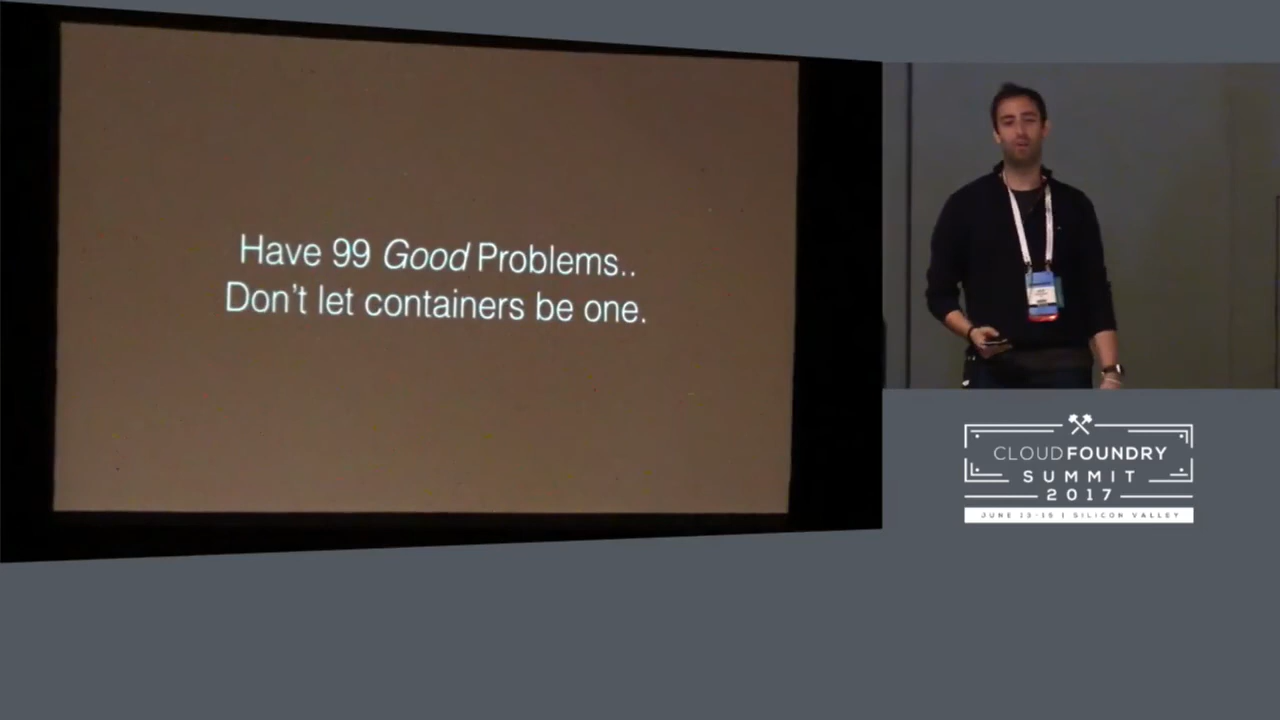 Have 99 Good Problems..
Don't let containers be one.
CLOUDFOUNDRY
SUMMIT
2017
JUNE 13-15 | SILICON VALLEY